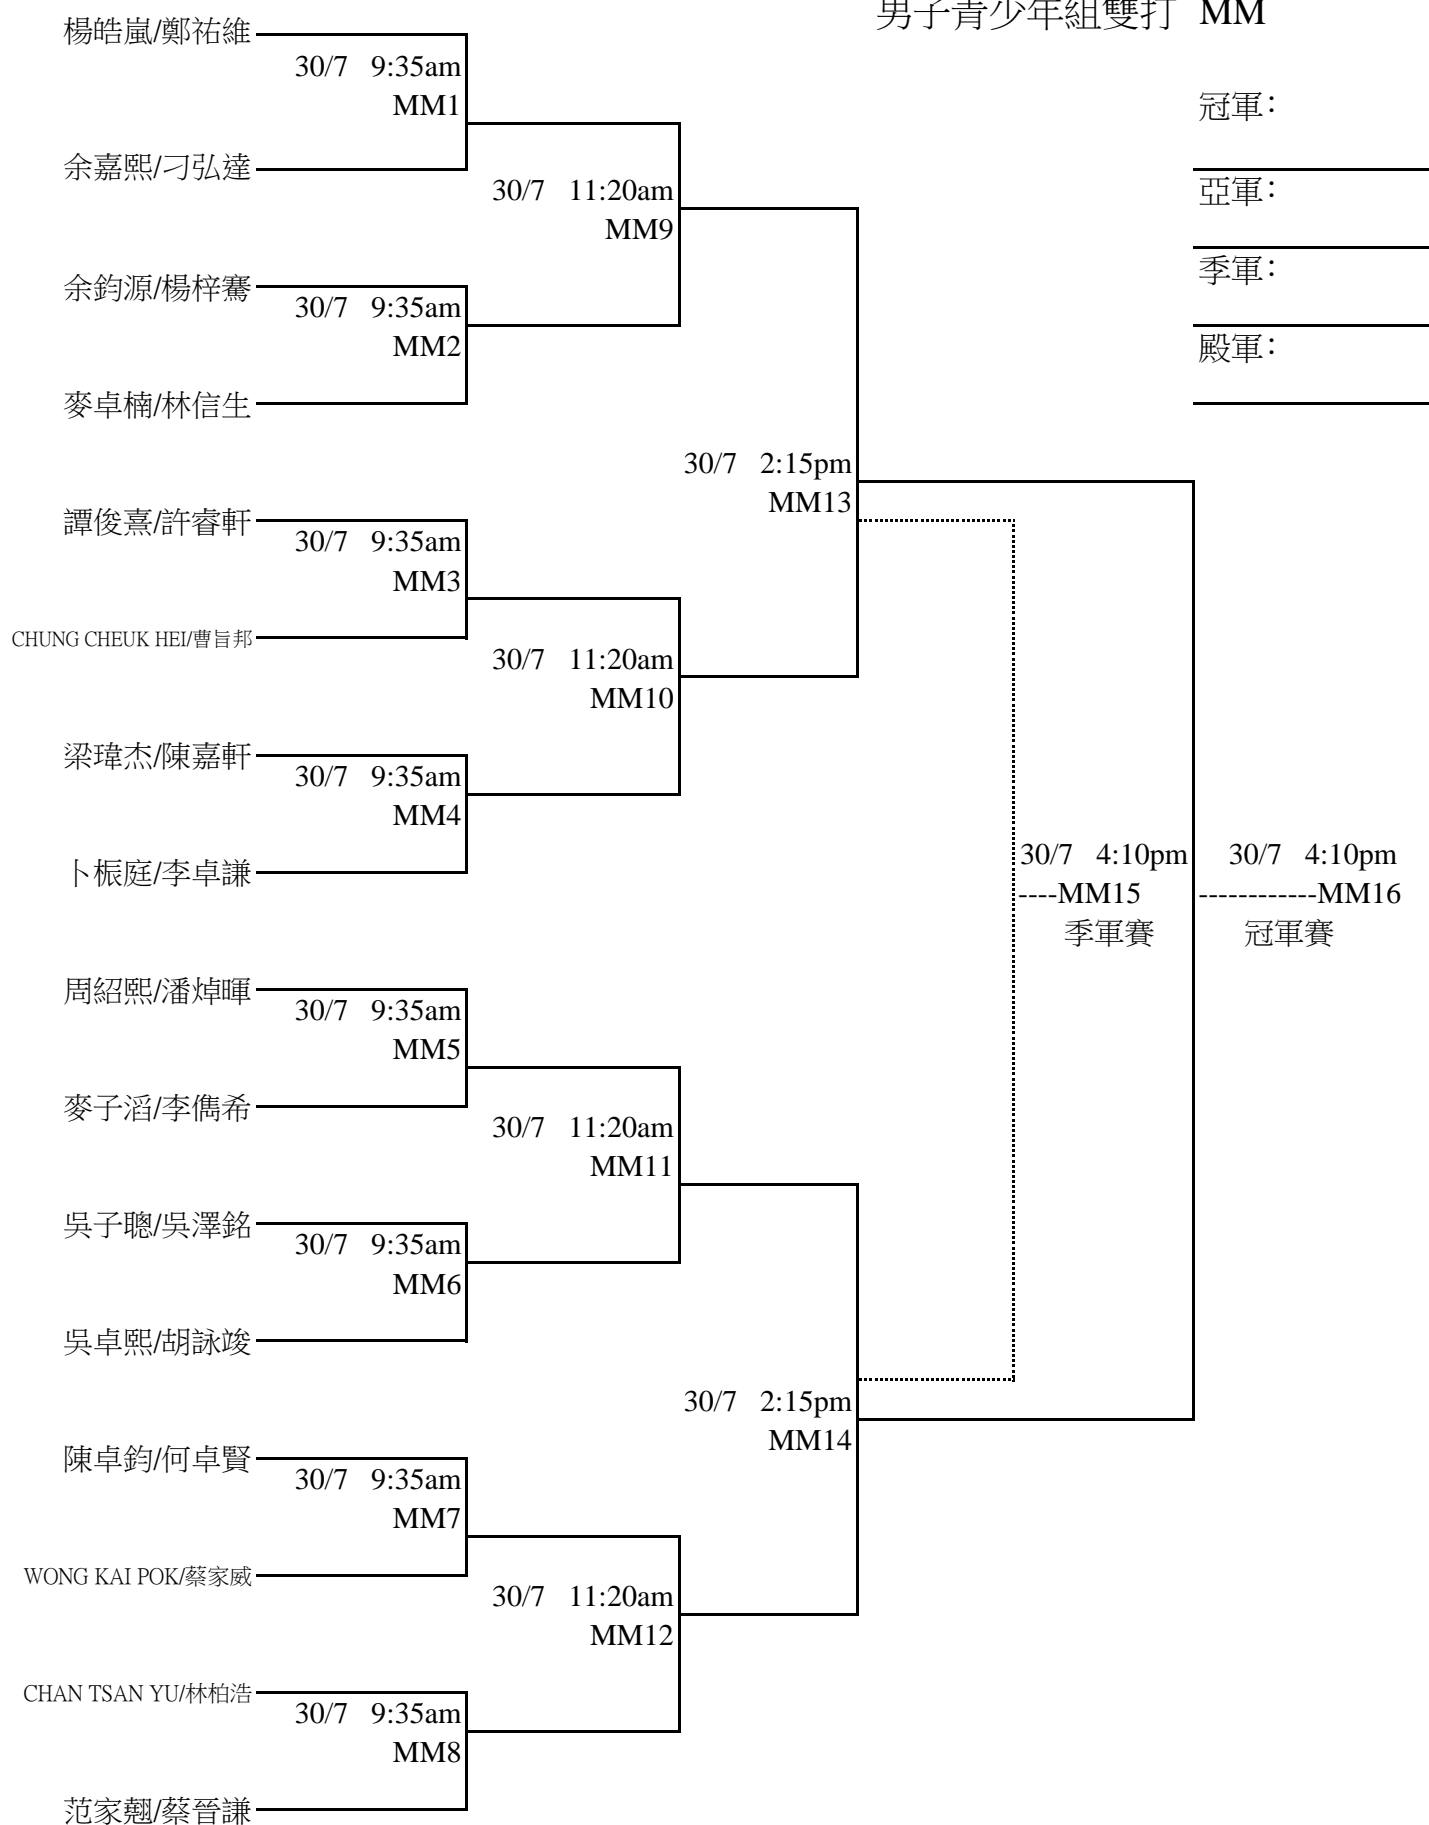 男子青少年組雙打 MM
楊皓嵐/鄭祐維
30/7 9:35am
MM1
余嘉熙/刁弘達
30/7 11:20am
MM9
余鈞源/楊梓騫
30/7 9:35am
MM2
麥卓楠/林信生
冠軍：
亞軍：
季軍：
殿軍：
30/7 2:15pm
MM13
譚俊熹/許睿軒
30/7 9:35am
MM3
CHUNG CHEUK HEI/曹旨邦
30/7 11:20am
MM10
梁瑋杰/陳嘉軒
30/7 9:35am
MM4
卜桭庭/李卓謙
30/7 4:10pm
----MM15
季軍賽
30/7 4:10pm
------------MM16
冠軍賽
周紹熙/潘焯暉
30/7 9:35am
MM5
麥子滔/李儁希
30/7 11:20am
MM11
吳子聰/吳澤銘
30/7 9:35am
MM6
吳卓熙/胡詠竣
30/7 2:15pm
MM14
陳卓鈞/何卓賢
30/7 9:35am
MM7
WONG KAI POK/蔡家威
30/7 11:20am
MM12
CHAN TSAN YU/林柏浩
30/7 9:35am
MM8
范家翹/蔡晉謙